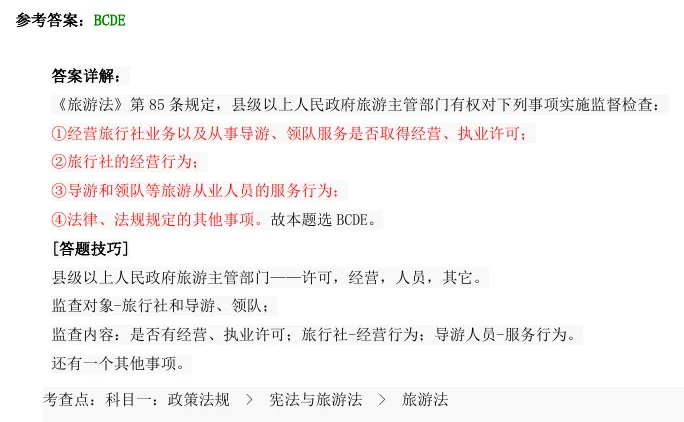 参考答案：BCDE
答案详解：
《旅游法》第 85 条规定，县级以上人民政府旅游主管部门有权对下列事项实施监督检查：
①经营旅行社业务以及从事导游、领队服务是否取得经营、执业许可；
②旅行社的经营行为；
③导游和领队等旅游从业人员的服务行为；
④法律、法规规定的其他事项。故本题选 BCDE。
[答题技巧]
县级以上人民政府旅游主管部门——许可，经营，人员，其它。
监查对象-旅行社和导游、领队；
监查内容：是否有经营、执业许可；旅行社-经营行为；导游人员-服务行为。
还有一个其他事项。
考查点：科目一：政策法规 > 宪法与旅游法 > 旅游法